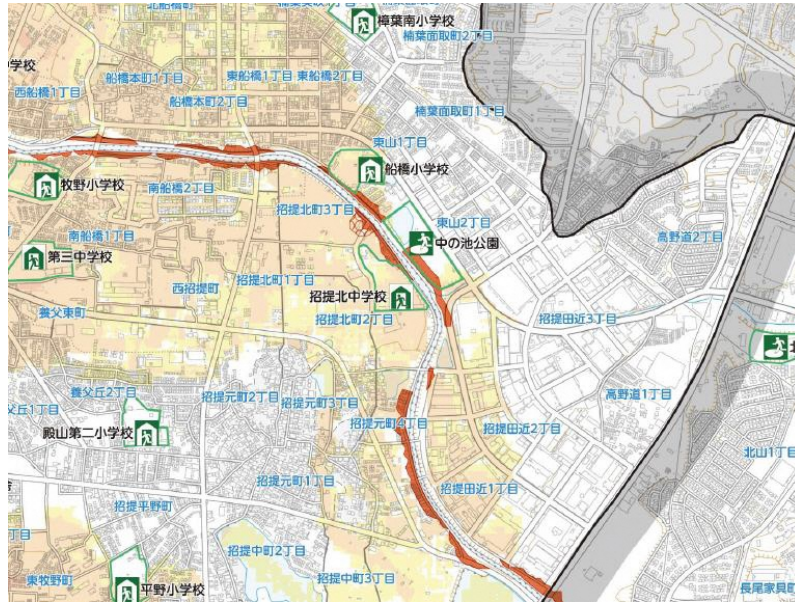 樟葉南小学校
楠葉面取町2丁目
中学校
船橋本町1丁目
東船橋1丁目
東船橋2丁目
西船橋1丁目
船橋本町2丁目
楠葉面取町1丁目
東山1丁目
船橋小学校
牧野小学校
南船橋2丁目
招提北町3丁目
東山2丁目
中の池公園
高野道2丁目
南船橋1丁目
第三中学校
西招提町
招提北町1丁目
招提北中学校
養父東町
招提北町2丁目
招提田近3丁目
養父丘2丁目
招提元町2丁目
招提元町3丁目
高野道1丁目
父丘1丁目
殿山第二小学校
招提元町4丁目
招提田近2丁目
北山1丁目
招提元町1丁目
招提田近1丁目
招提平野町
招提中町2丁目
東牧野町
平野小学校
招提中町3丁目
長尾家具町